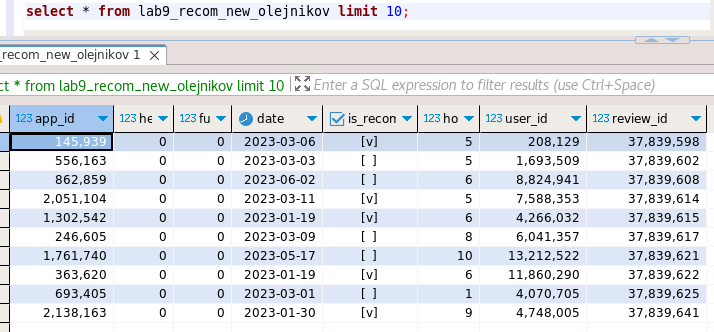 select * from lab9_recom_new_olejnikov limit 10;
_recom_new_olejnikov 1
ct * from lab9_recom_new_olejnikov limit 10 Enter a SQL expression to filter results (use Ctrl+Space)
123 app_id 123 he 123 fu date is_recon 123 ho 123 user_id 123 review_id
145,939 0 0 2023-03-06 [v] 5 208,129 37,839,598
556,163 0 0 2023-03-03 [ ] 5 1,693,509 37,839,602
862,859 0 0 2023-06-02 [v] 6 8,824,941 37,839,608
2,051,104 0 0 2023-03-11 [v] 5 7,588,353 37,839,614
1,302,542 0 0 2023-01-19 [v] 6 4,266,032 37,839,615
246,605 0 0 2023-03-09 [ ] 8 6,041,357 37,839,617
1,761,740 0 0 2023-05-17 [ ] 10 13,212,522 37,839,621
363,620 0 0 2023-01-19 [v] 6 11,860,290 37,839,622
693,405 0 0 2023-03-01 [ ] 1 4,070,705 37,839,625
2,138,163 0 0 2023-01-30 [v] 9 4,748,005 37,839,641